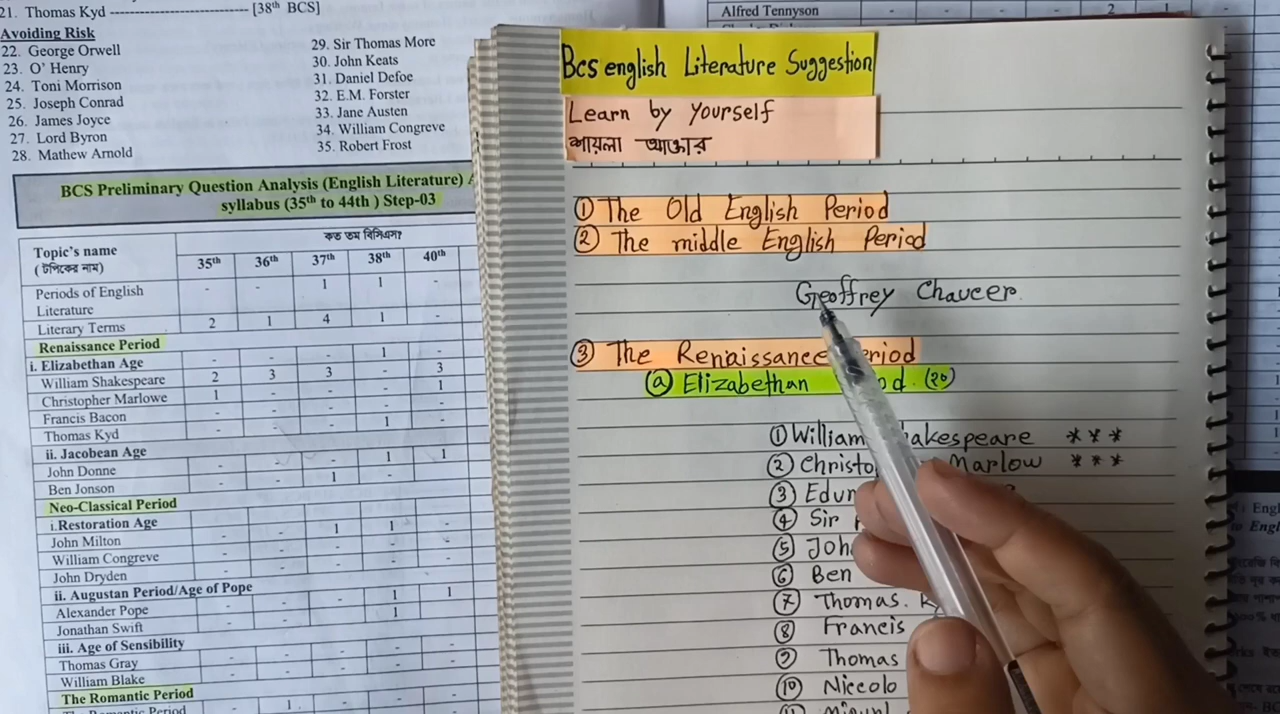 21. Thomas Kyd [38th BCS]
Avoiding Risk
22. George Orwell
23. O' Henry
24. Toni Morrison
25. Joseph Conrad
26. James Joyce
27. Lord Byron
28. Mathew Arnold
29. Sir Thomas More
30. John Keats
31. Daniel Defoe
32. E.M. Forster
33. Jane Austen
34. William Congreve
35. Robert Frost
BCS Preliminary Question Analysis (English Literature)
syllabus (35th to 44th ) Step-03
Topic's name
(টপিকের নাম)
কত তম বিসিএস?
35th 36th 37th 38th 40th
Periods of English Literature - - 1 1 -
Literary Terms 2 1 4 1 -
Renaissance Period
i. Elizabethan Age - - - 1 -
William Shakespeare 2 3 3 - 3
Christopher Marlowe 1 - - - 1
Francis Bacon - - - - -
Thomas Kyd - - - 1 -
ii. Jacobean Age
John Donne - - - 1 1
Ben Jonson - - 1 - -
Neo-Classical Period
i.Restoration Age
John Milton - - 1 1 -
William Congreve - - - - -
John Dryden - - - - -
ii. Augustan Period/Age of Pope
Alexander Pope - - - 1 1
Jonathan Swift - - - 1
iii. Age of Sensibility
Thomas Gray - - - - -
William Blake - - - - -
The Romantic Period
1
Alfred Tennyson - - - - 2 1 -
Bcs english Literature Suggestion
Learn by yourself
শায়লা আক্তার
① The Old English Period
② The middle English Period
Geoffrey Chaucer
③ The Renaissance Period
ⓐ Elizabethan (20)
① William Shakespeare ***
② Marlow ***
③
④ Sir
⑤
⑥ Ben
⑦ Thomas.
⑧ Francis
⑨ Thomas
⑩ Niccolo